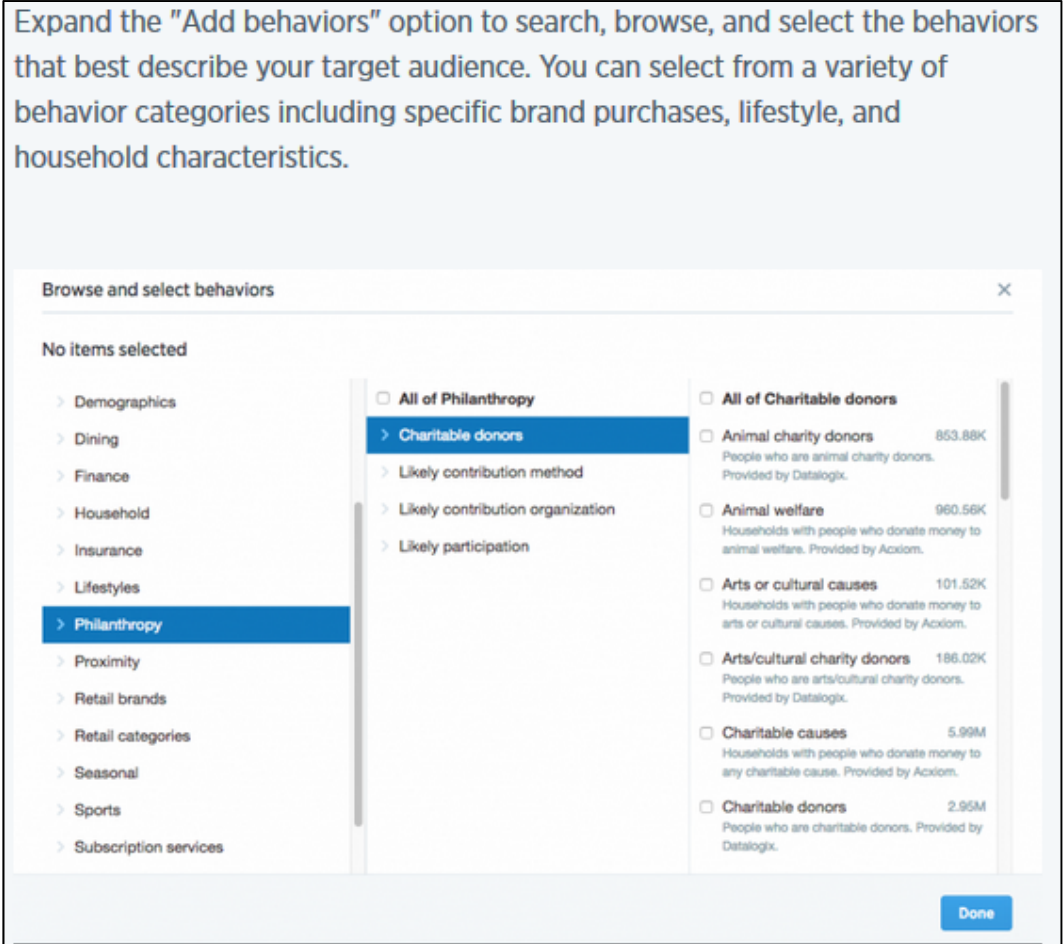 Expand the "Add behaviors" option to search, browse, and select the behaviors
that best describe your target audience. You can select from a variety of
behavior categories including specific brand purchases, lifestyle, and
household characteristics.
Browse and select behaviors
No items selected
Demographics
Dining
Finance
Household
Insurance
Lifestyles
Philanthropy
Proximity
Retail brands
Retail categories
Seasonal
Sports
Subscription services
All of Philanthropy
Charitable donors
Likely contribution method
Likely contribution organization
Likely participation
All of Charitable donors
Animal charity donors 853.88K
People who are animal charity donors.
Provided by Datalogix.
Animal welfare 960.56K
Households with people who donate money to
animal welfare. Provided by Acxiom.
Arts or cultural causes 101.52K
Households with people who donate money to
arts or cultural causes. Provided by Acxiom.
Arts/cultural charity donors 186.02K
People who are arts/cultural charity donors.
Provided by Datalogix.
Charitable causes 5.99M
Households with people who donate money to
any charitable cause. Provided by Acxiom.
Charitable donors 2.95M
People who are charitable donors. Provided by
Datalogix.
Done